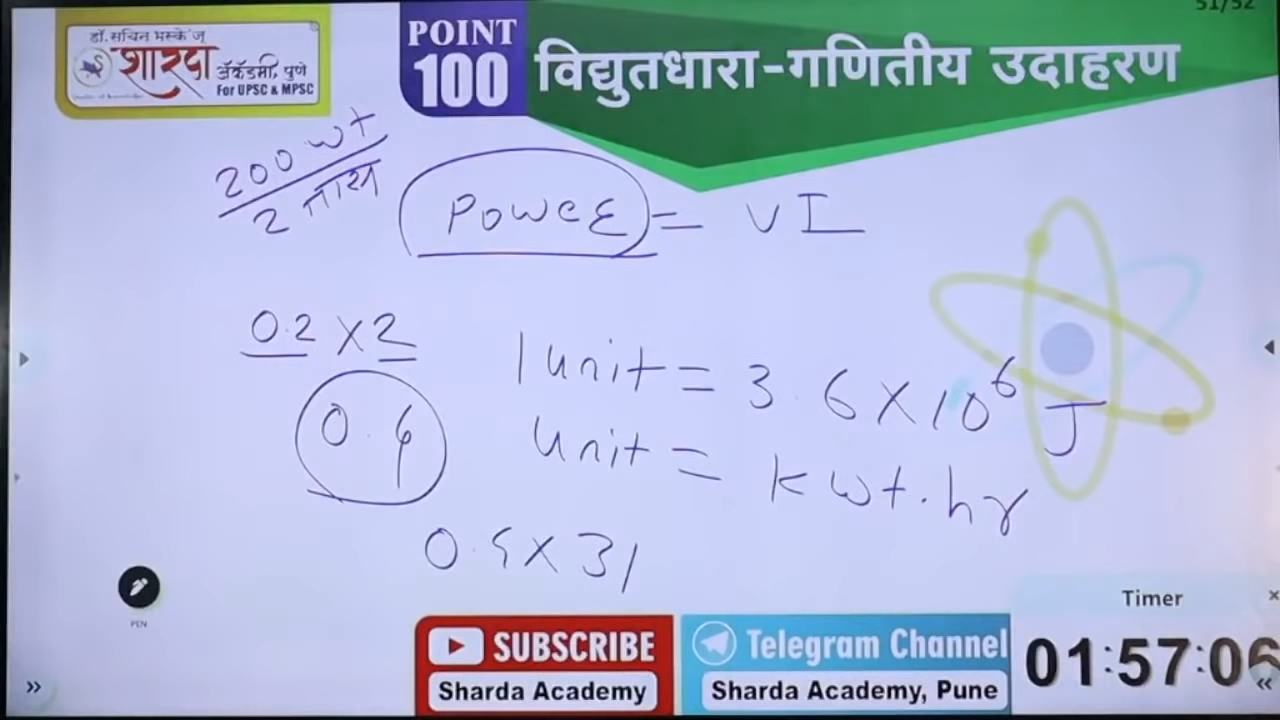 51/52
डॉ. सचिन भस्के ज्
शारदा
ॲकॅडमी, पुणे
For UPSC & MPSC
POINT
100
विद्युतधारा-गणितीय उदाहरण
200 wt
2 तास
Power = VI
0.2 x 2
0.4
1 unit = 3.6 x 10⁶ J
unit = kwt.hr
0.4 x 31
PEN
SUBSCRIBE
Sharda Academy
Telegram Channel
Sharda Academy, Pune
Timer
01:57:06